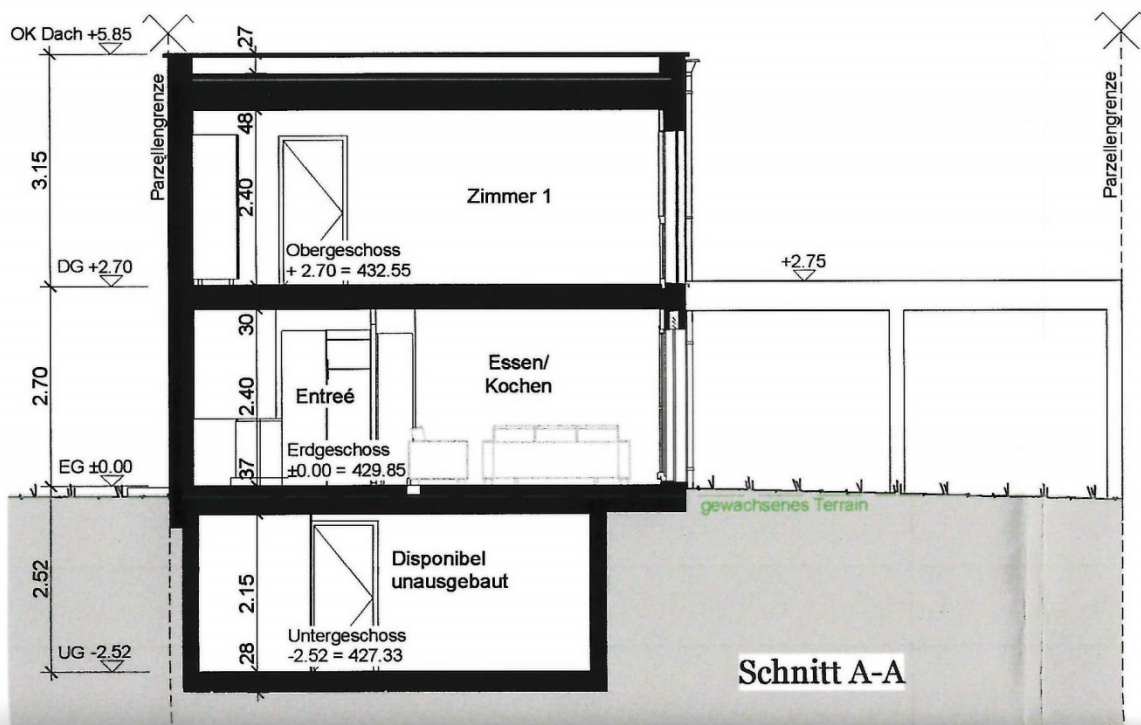 OK Dach +5.85
27
Parzellengrenze
Parzellengrenze
48
3.15
2.40
Zimmer 1
Obergeschoss
+ 2.70 = 432.55
DG +2.70
+2.75
30
Essen/
Kochen
2.70
2.40
Entreé
Erdgeschoss
±0.00 = 429.85
EG ±0.00
37
gewachsenes Terrain
Disponibel
unausgebaut
2.52
2.15
Untergeschoss
-2.52 = 427.33
UG -2.52
28
Schnitt A-A